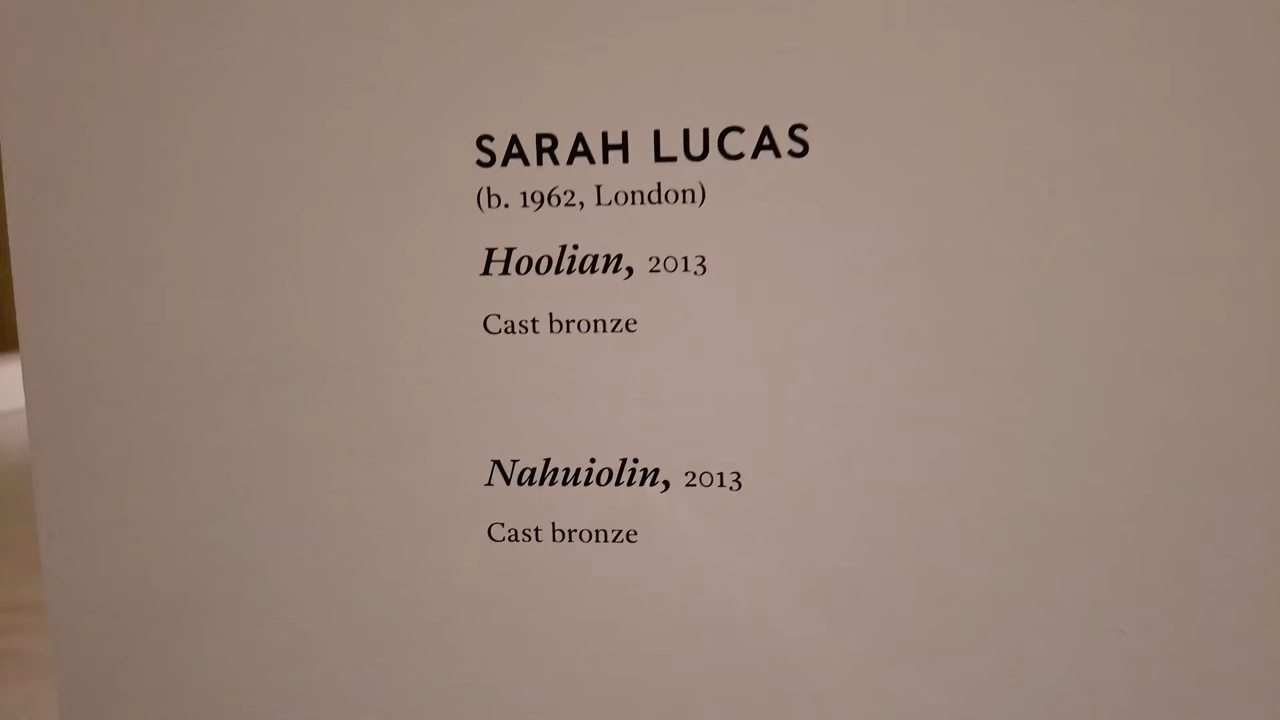 SARAH LUCAS
(b. 1962, London)
Hoolian, 2013
Cast bronze
Nahuiolin, 2013
Cast bronze